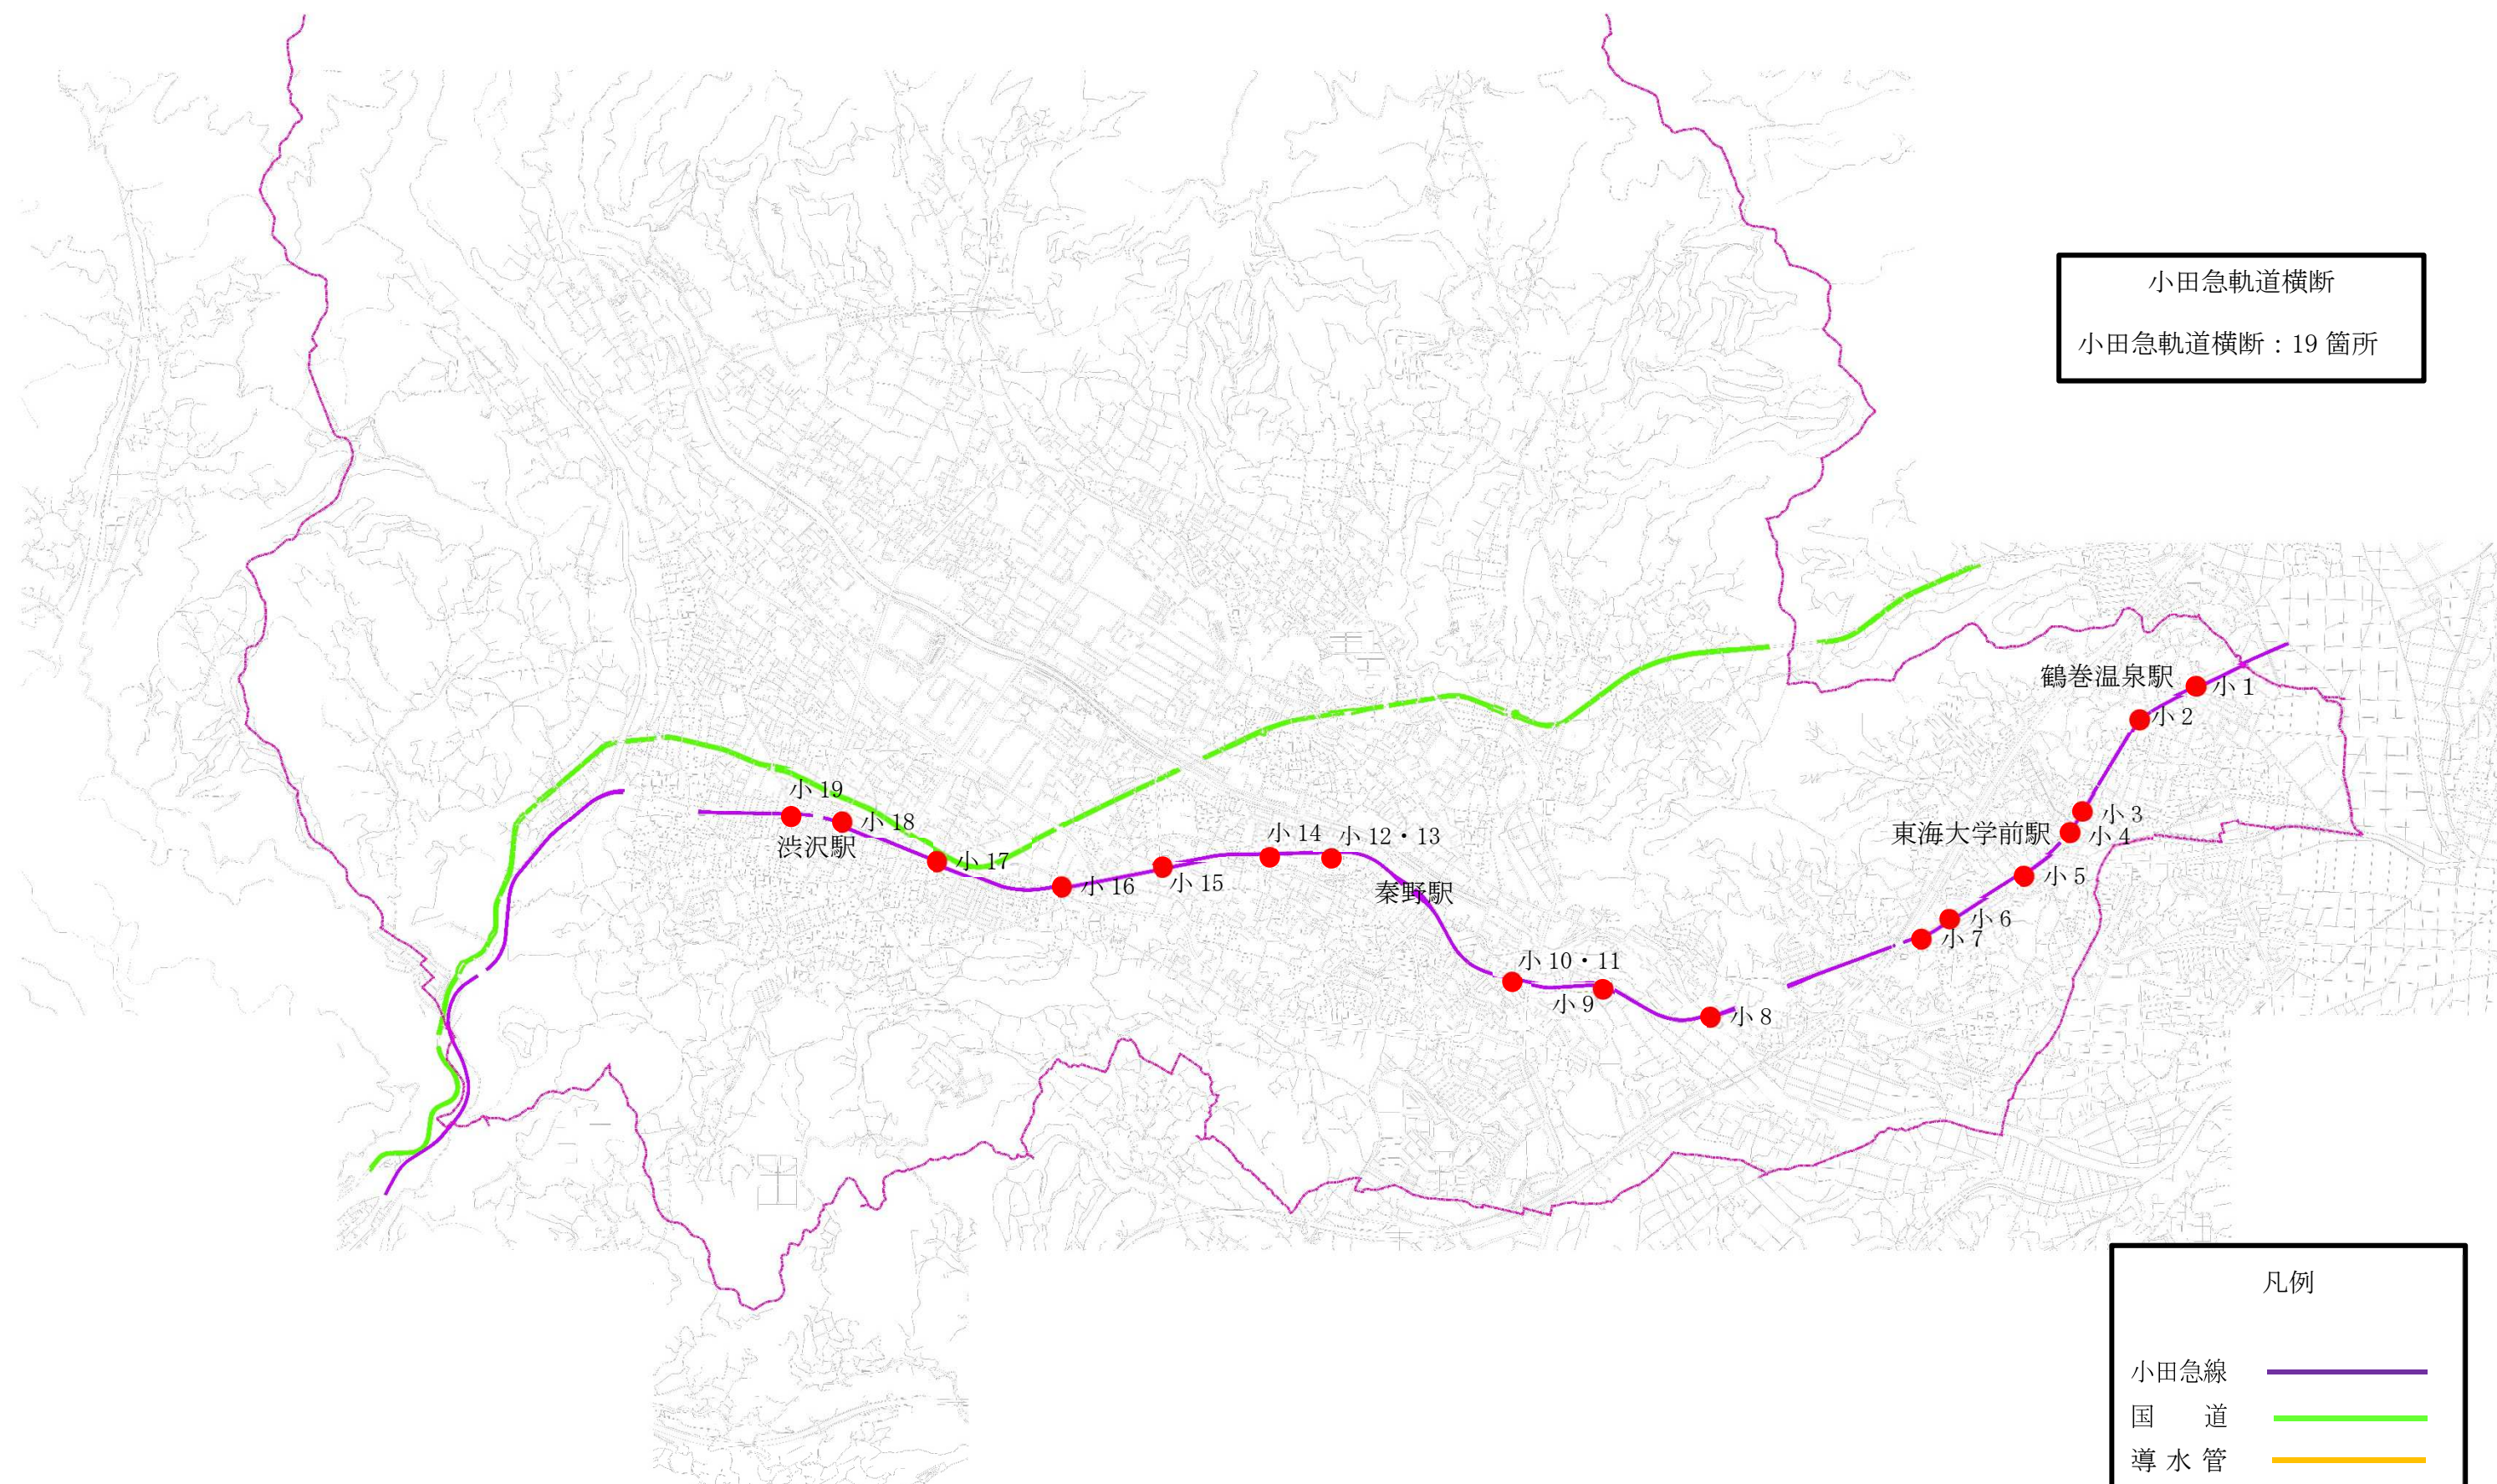 小田急軌道横断
小田急軌道横断：19 箇所
鶴巻温泉駅
小 1
小 2
小 3
東海大学前駅
小 4
小 5
小 6
小 7
小 8
小 9
小 10・11
秦野駅
小 12・13
小 14
小 15
小 16
小 17
小 18
小 19
渋沢駅
凡例
小田急線
国　道
導 水 管